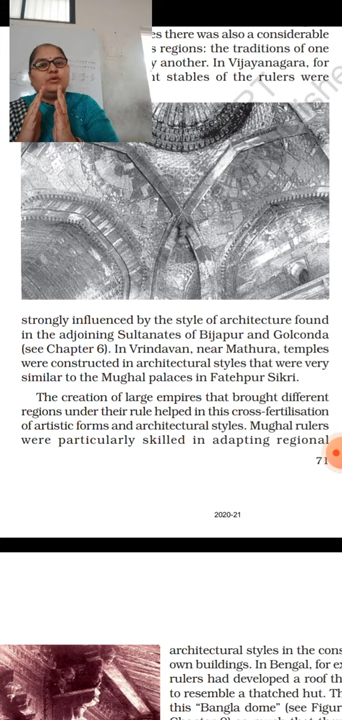 es there was also a considerable
s regions: the traditions of one
y another. In Vijayanagara, for
nt stables of the rulers were
strongly influenced by the style of architecture found
in the adjoining Sultanates of Bijapur and Golconda
(see Chapter 6). In Vrindavan, near Mathura, temples
were constructed in architectural styles that were very
similar to the Mughal palaces in Fatehpur Sikri.
The creation of large empires that brought different
regions under their rule helped in this cross-fertilisation
of artistic forms and architectural styles. Mughal rulers
were particularly skilled in adapting regional
71
2020-21
architectural styles in the cons
own buildings. In Bengal, for ex
rulers had developed a roof th
to resemble a thatched hut. Th
this “Bangla dome” (see Figur